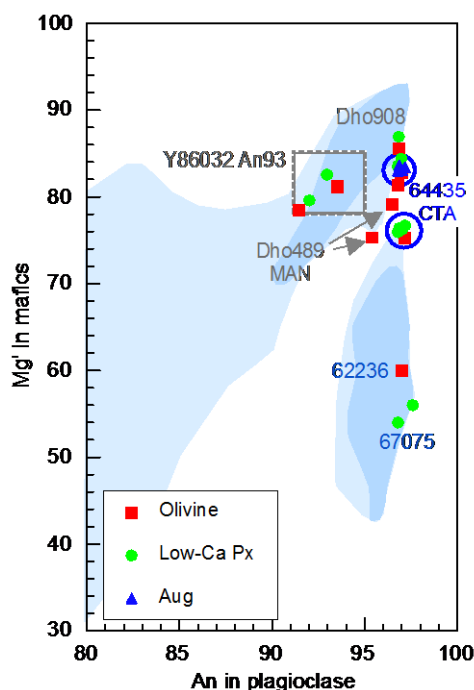 100
90
80
70
60
50
40
30
80
85
90
95
100
Mg' in mafics
An in plagioclase
Dho908
Y86032 An93
64435
CTA
Dho489
MAN
62236
67075
Olivine
Low-Ca Px
Aug